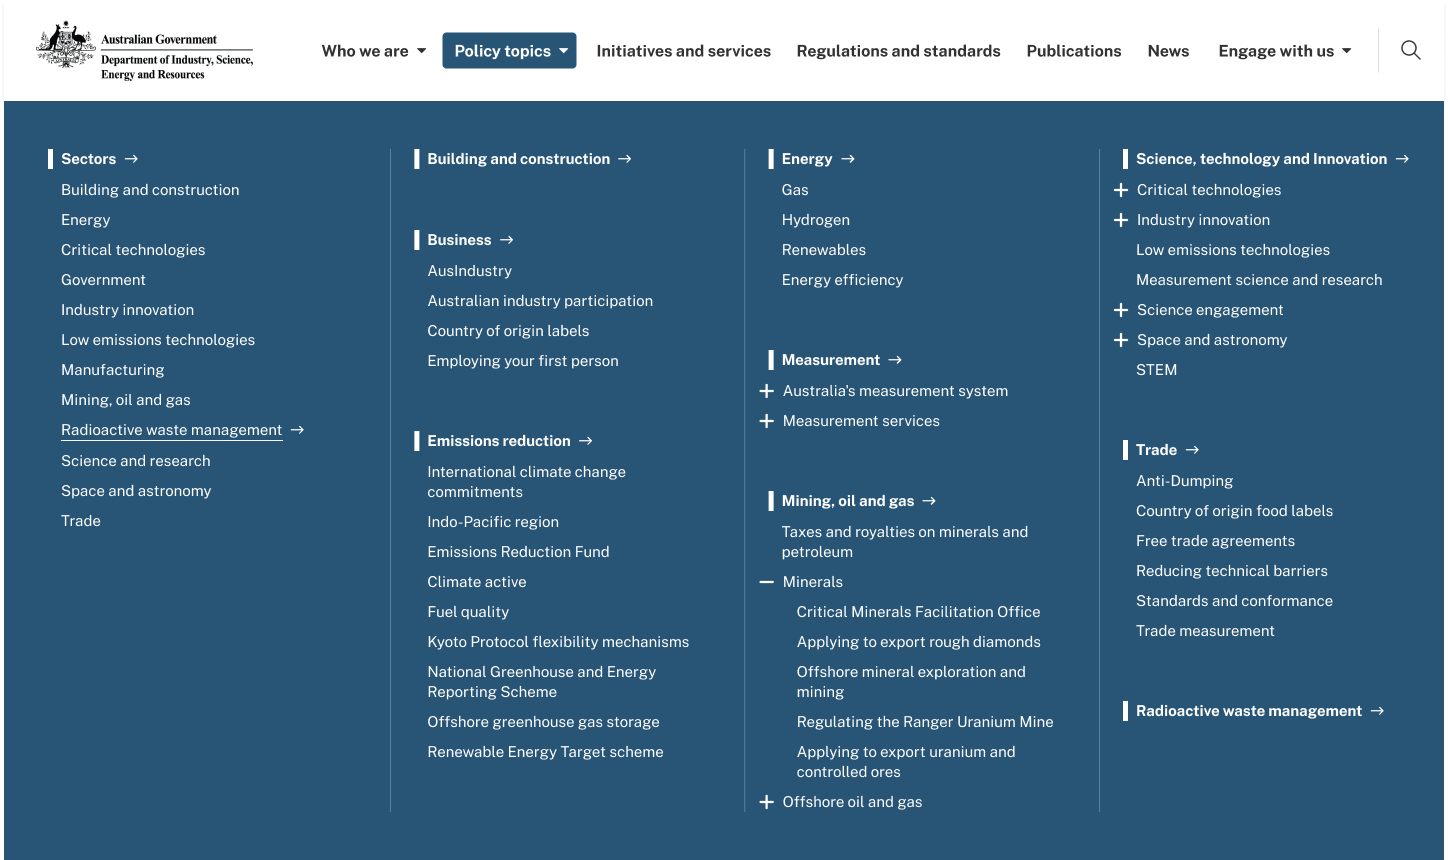 Australian Government
Department of Industry, Science,
Energy and Resources
Who we are
Policy topics
Initiatives and services
Regulations and standards
Publications
News
Engage with us
Sectors
Building and construction
Energy
Critical technologies
Government
Industry innovation
Low emissions technologies
Manufacturing
Mining, oil and gas
Radioactive waste management
Science and research
Space and astronomy
Trade
Building and construction
Business
AusIndustry
Australian industry participation
Country of origin labels
Employing your first person
Emissions reduction
International climate change
commitments
Indo-Pacific region
Emissions Reduction Fund
Climate active
Fuel quality
Kyoto Protocol flexibility mechanisms
National Greenhouse and Energy
Reporting Scheme
Offshore greenhouse gas storage
Renewable Energy Target scheme
Energy
Gas
Hydrogen
Renewables
Energy efficiency
Measurement
Australia's measurement system
Measurement services
Mining, oil and gas
Taxes and royalties on minerals and
petroleum
Minerals
Critical Minerals Facilitation Office
Applying to export rough diamonds
Offshore mineral exploration and
mining
Regulating the Ranger Uranium Mine
Applying to export uranium and
controlled ores
Offshore oil and gas
Science, technology and Innovation
Critical technologies
Industry innovation
Low emissions technologies
Measurement science and research
Science engagement
Space and astronomy
STEM
Trade
Anti-Dumping
Country of origin food labels
Free trade agreements
Reducing technical barriers
Standards and conformance
Trade measurement
Radioactive waste management